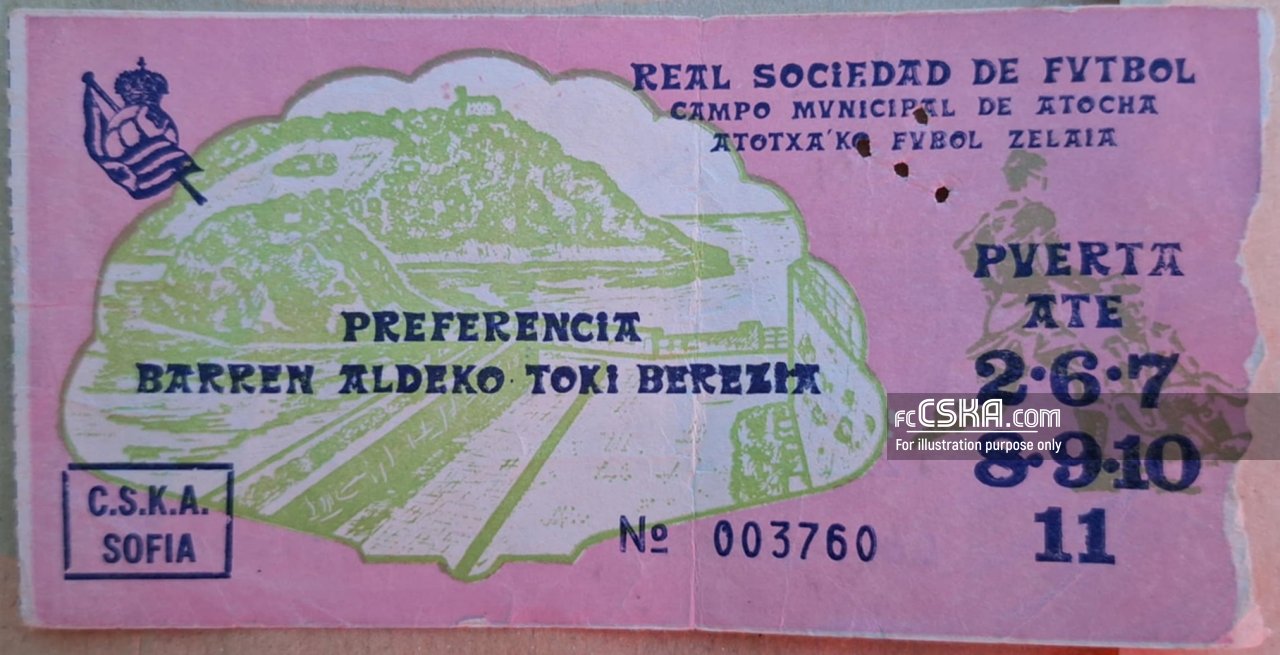 REAL SOCIEDAD DE FVTBOL
CAMPO MVNICIPAL DE ATOCHA
ATOTXA'KO FVBOL ZELAIA
PVERTA
ATE
2·6·7
8·9·10
11
PREFERENCIA
BARREN ALDEKO TOKI BEREZIA
C.S.K.A.
SOFIA
Nº 003760
fcCSKA.com
For illustration purpose only